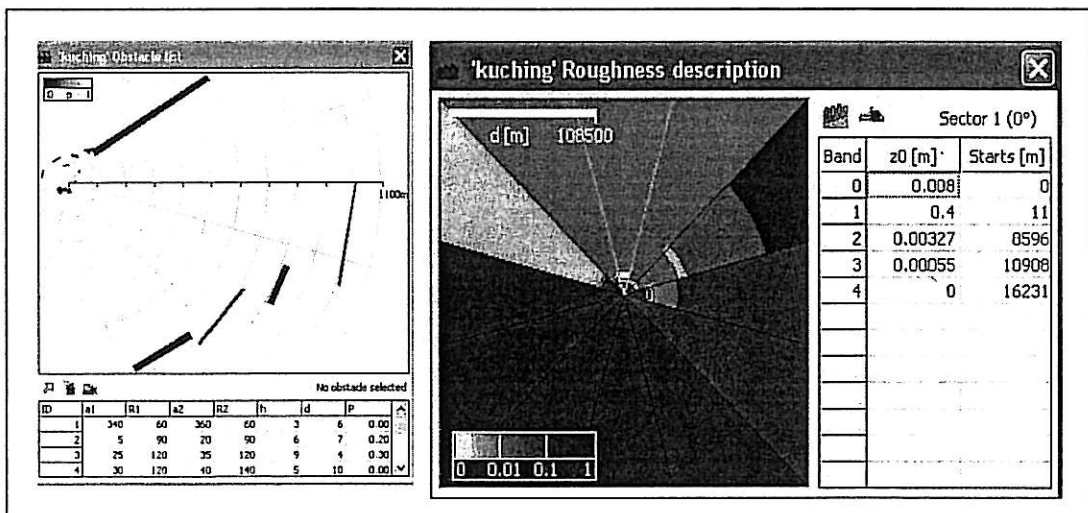 'kuching' Obstacle list
0 p 1
1100m
No obstacle selected
ID a1 R1 a2 R2 h d P
1 340 60 360 60 3 6 0.00
2 5 90 20 90 6 7 0.20
3 25 120 35 120 9 4 0.30
4 30 120 40 140 5 10 0.00
'kuching' Roughness description
d [m] 108500
0 0.01 0.1 1
Sector 1 (0°)
Band z0 [m] Starts [m]
0 0.008 0
1 0.4 11
2 0.00327 8596
3 0.00055 10908
4 0 16231